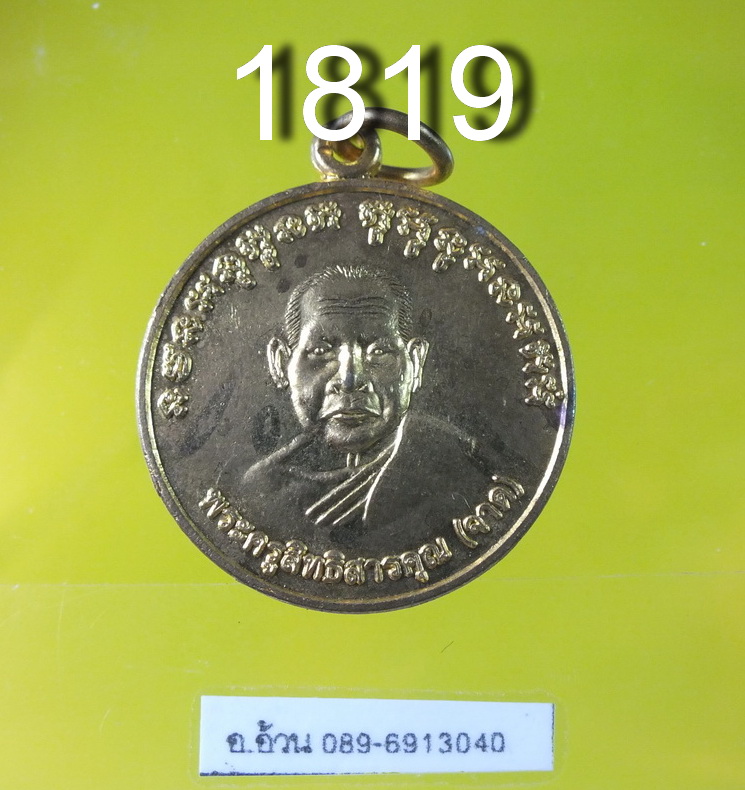 1819
พระครูสิทธิสารคุณ (จาด)
อ.อ้วน 089-6913040